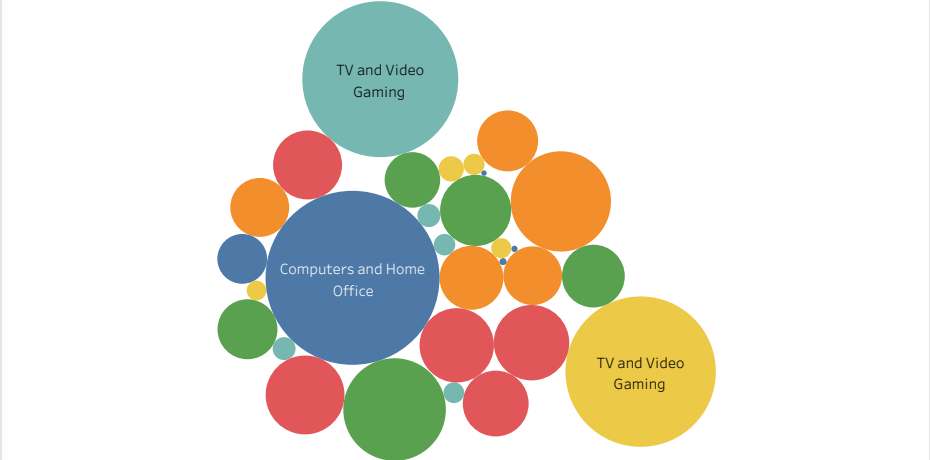 TV and Video
Gaming
Computers and Home
Office
TV and Video
Gaming